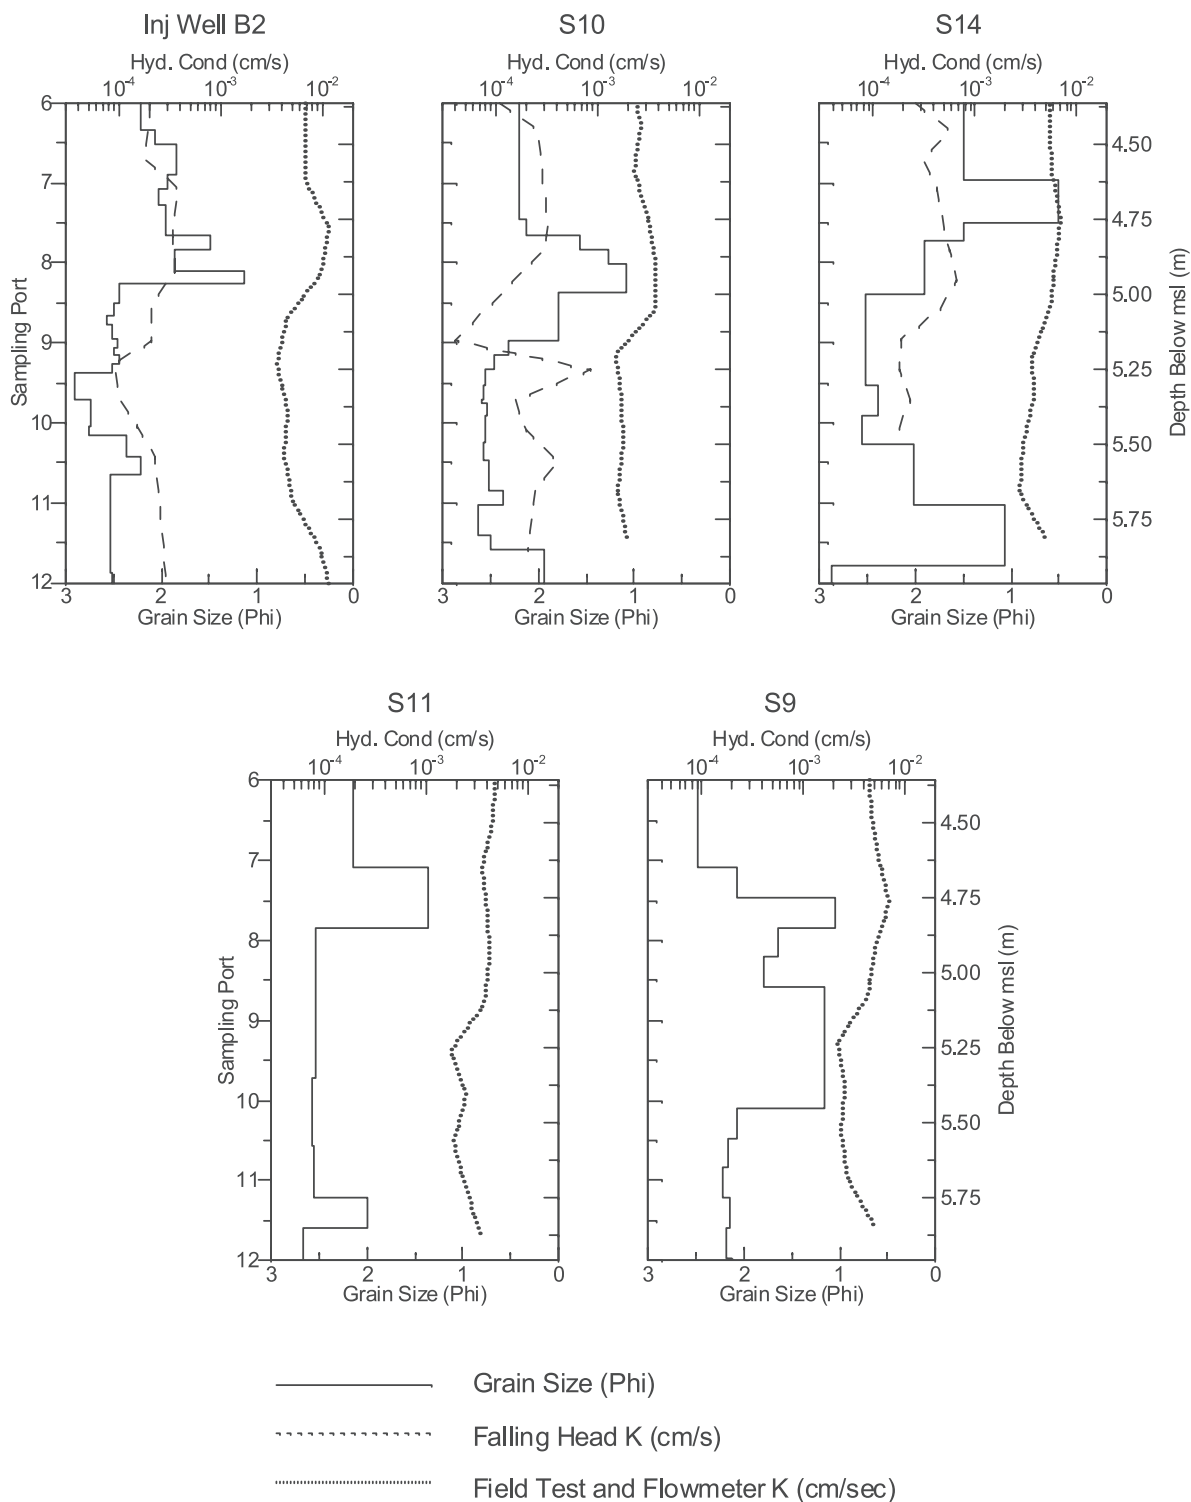 Inj Well B2
S10
S14
Hyd. Cond (cm/s)
Hyd. Cond (cm/s)
Hyd. Cond (cm/s)
10-4 10-3 10-2
10-4 10-3 10-2
10-4 10-3 10-2
6
7
8
9
10
11
12
Sampling Port
4.50
4.75
5.00
5.25
5.50
5.75
Depth Below msl (m)
3 2 1 0
3 2 1 0
3 2 1 0
Grain Size (Phi)
Grain Size (Phi)
Grain Size (Phi)
S11
S9
Hyd. Cond (cm/s)
Hyd. Cond (cm/s)
10-4 10-3 10-2
10-4 10-3 10-2
6
7
8
9
10
11
12
Sampling Port
4.50
4.75
5.00
5.25
5.50
5.75
Depth Below msl (m)
3 2 1 0
3 2 1 0
Grain Size (Phi)
Grain Size (Phi)
Grain Size (Phi)
Falling Head K (cm/s)
Field Test and Flowmeter K (cm/sec)